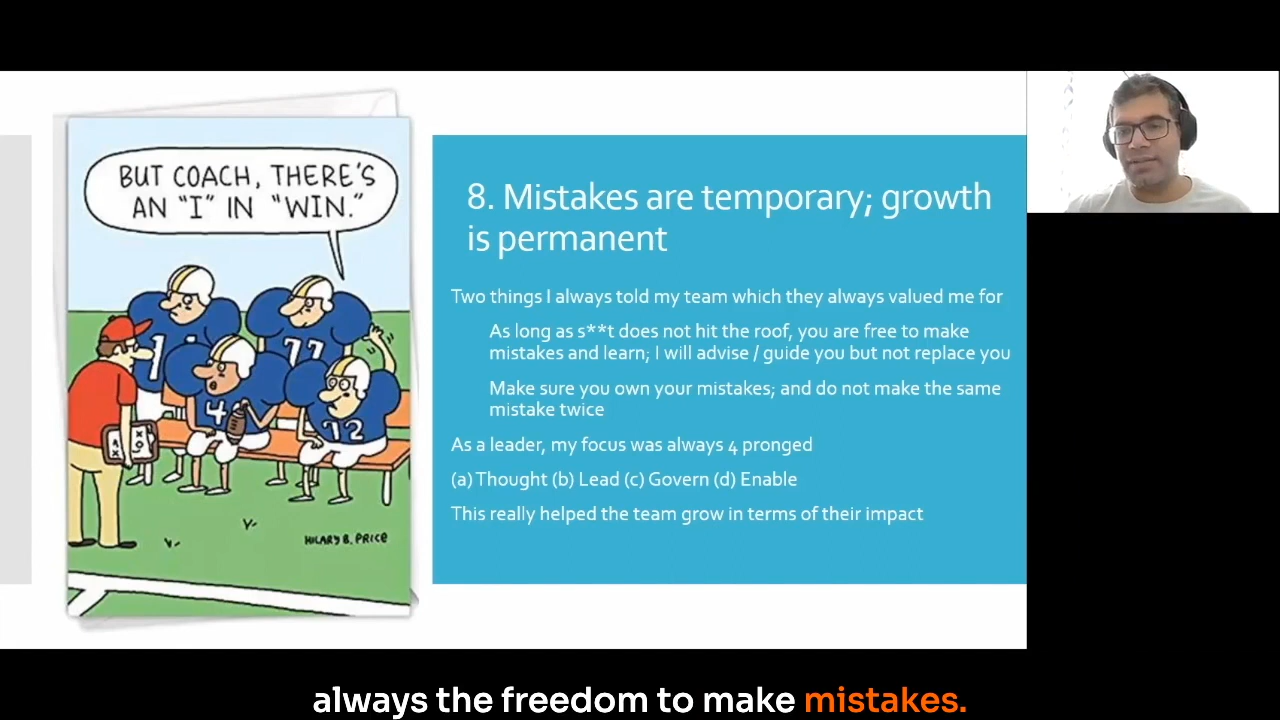 BUT COACH, THERE'S
AN "I" IN "WIN."
HILARY B. PRICE
8. Mistakes are temporary; growth
is permanent
Two things I always told my team which they always valued me for
As long as s**t does not hit the roof, you are free to make
mistakes and learn; I will advise / guide you but not replace you
Make sure you own your mistakes; and do not make the same
mistake twice
As a leader, my focus was always 4 pronged
(a) Thought (b) Lead (c) Govern (d) Enable
This really helped the team grow in terms of their impact
always the freedom to make mistakes.